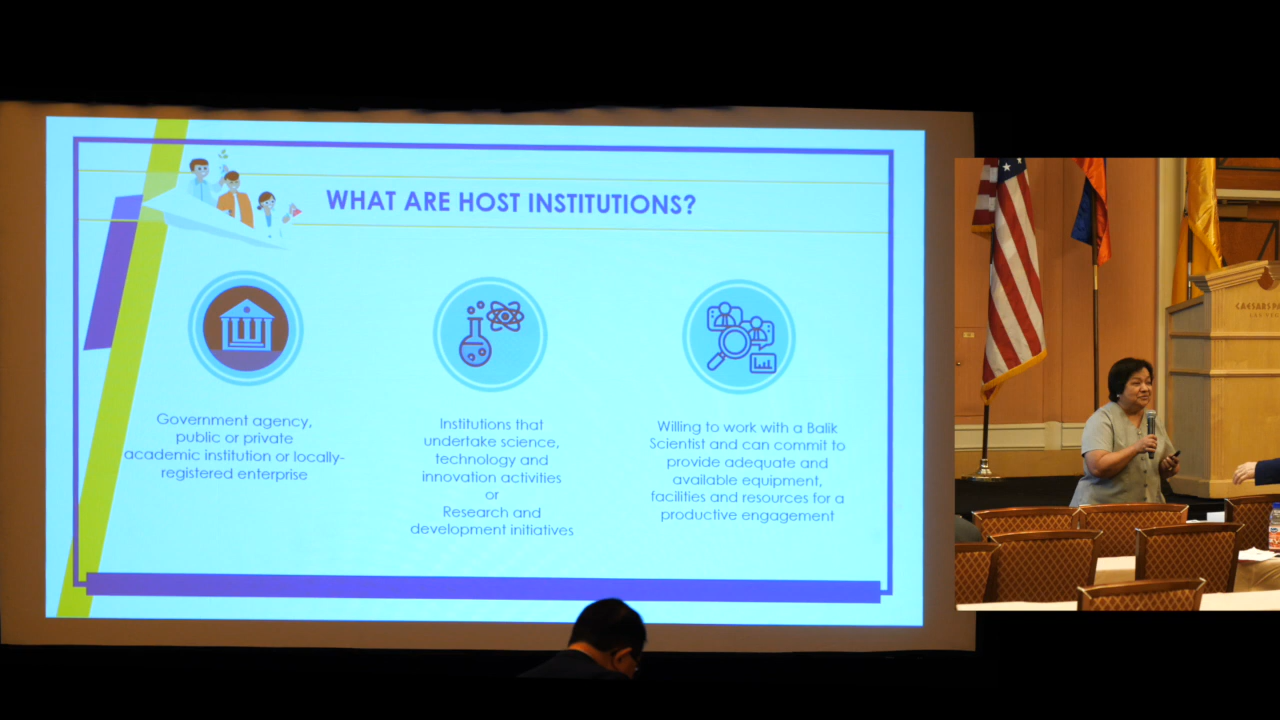 WHAT ARE HOST INSTITUTIONS?
Government agency,
public or private
academic institution or locally-
registered enterprise
Institutions that
undertake science,
technology and
innovation activities
or
Research and
development initiatives
Willing to work with a Balik
Scientist and can commit to
provide adequate and
available equipment,
facilities and resources for a
productive engagement
CAESARS